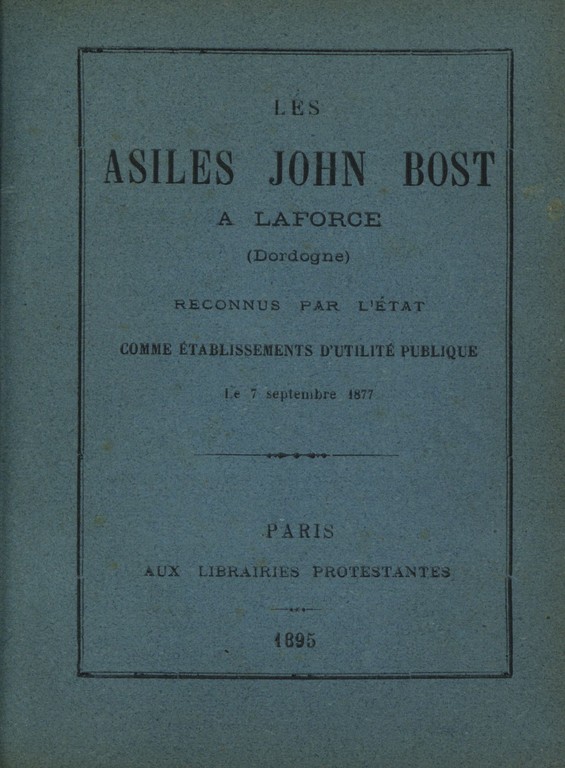 LES
ASILES JOHN BOST
A LAFORCE
(Dordogne)
RECONNUS PAR L'ÉTAT
COMME ÉTABLISSEMENTS D'UTILITÉ PUBLIQUE
Le 7 septembre 1877
PARIS
AUX LIBRAIRIES PROTESTANTES
1895